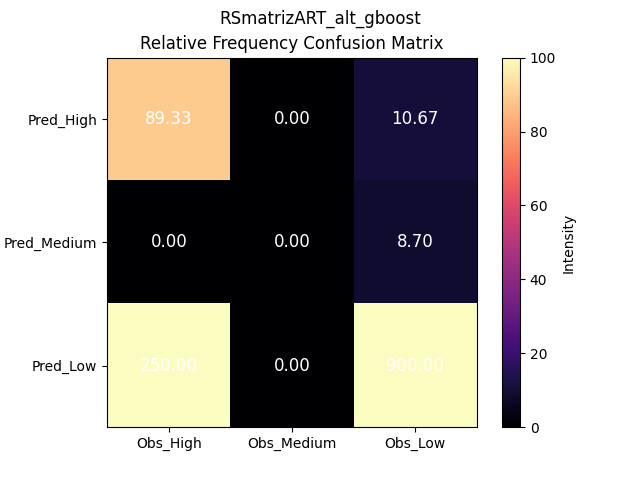 RSmatrizART_alt_gboost
Relative Frequency Confusion Matrix
Pred_High 89.33 0.00 10.67
Pred_Medium 0.00 0.00 8.70
Pred_Low 250.00 0.00 900.00
Obs_High Obs_Medium Obs_Low
100
80
60
40
20
0
Intensity